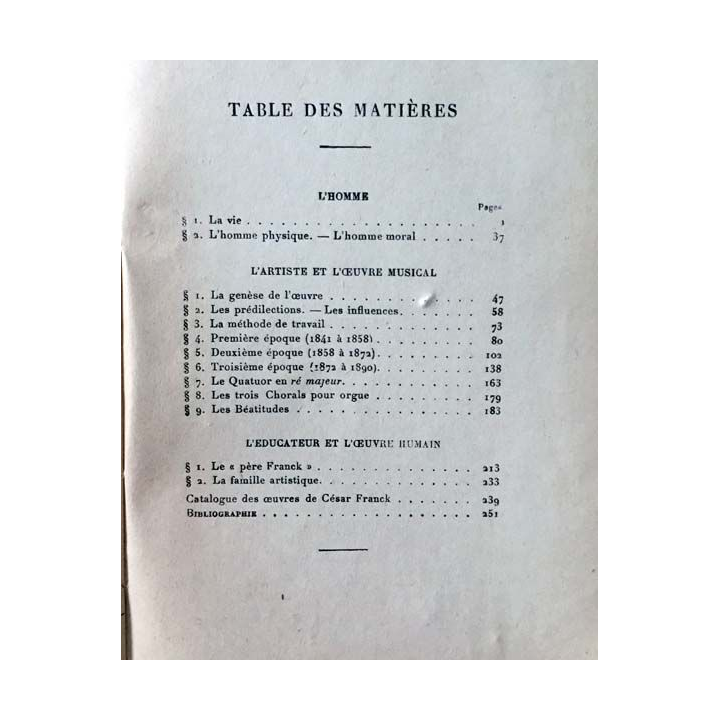 TABLE DES MATIÈRES
L'HOMME
Pages
§ 1. La vie . . . . . . . . . . . . . . . . . . . . 1
§ 2. L'homme physique. — L'homme moral . . . . . 37
L'ARTISTE ET L'ŒUVRE MUSICAL
§ 1. La genèse de l'œuvre . . . . . . . . . . . . 47
§ 2. Les prédilections. — Les influences. . . . . . 58
§ 3. La méthode de travail . . . . . . . . . . . . 73
§ 4. Première époque (1841 à 1858) . . . . . . . . 80
§ 5. Deuxième époque (1858 à 1872). . . . . . . . 102
§ 6. Troisième époque (1872 à 1890). . . . . . . . 138
§ 7. Le Quatuor en ré majeur. . . . . . . . . . . 163
§ 8. Les trois Chorals pour orgue . . . . . . . . . 179
§ 9. Les Béatitudes . . . . . . . . . . . . . . . 183
L'EDUCATEUR ET L'ŒUVRE HUMAIN
§ 1. Le « père Franck » . . . . . . . . . . . . . 213
§ 2. La famille artistique. . . . . . . . . . . . . 233
Catalogue des œuvres de César Franck . . . . . . . 239
BIBLIOGRAPHIE . . . . . . . . . . . . . . . . . . . 251